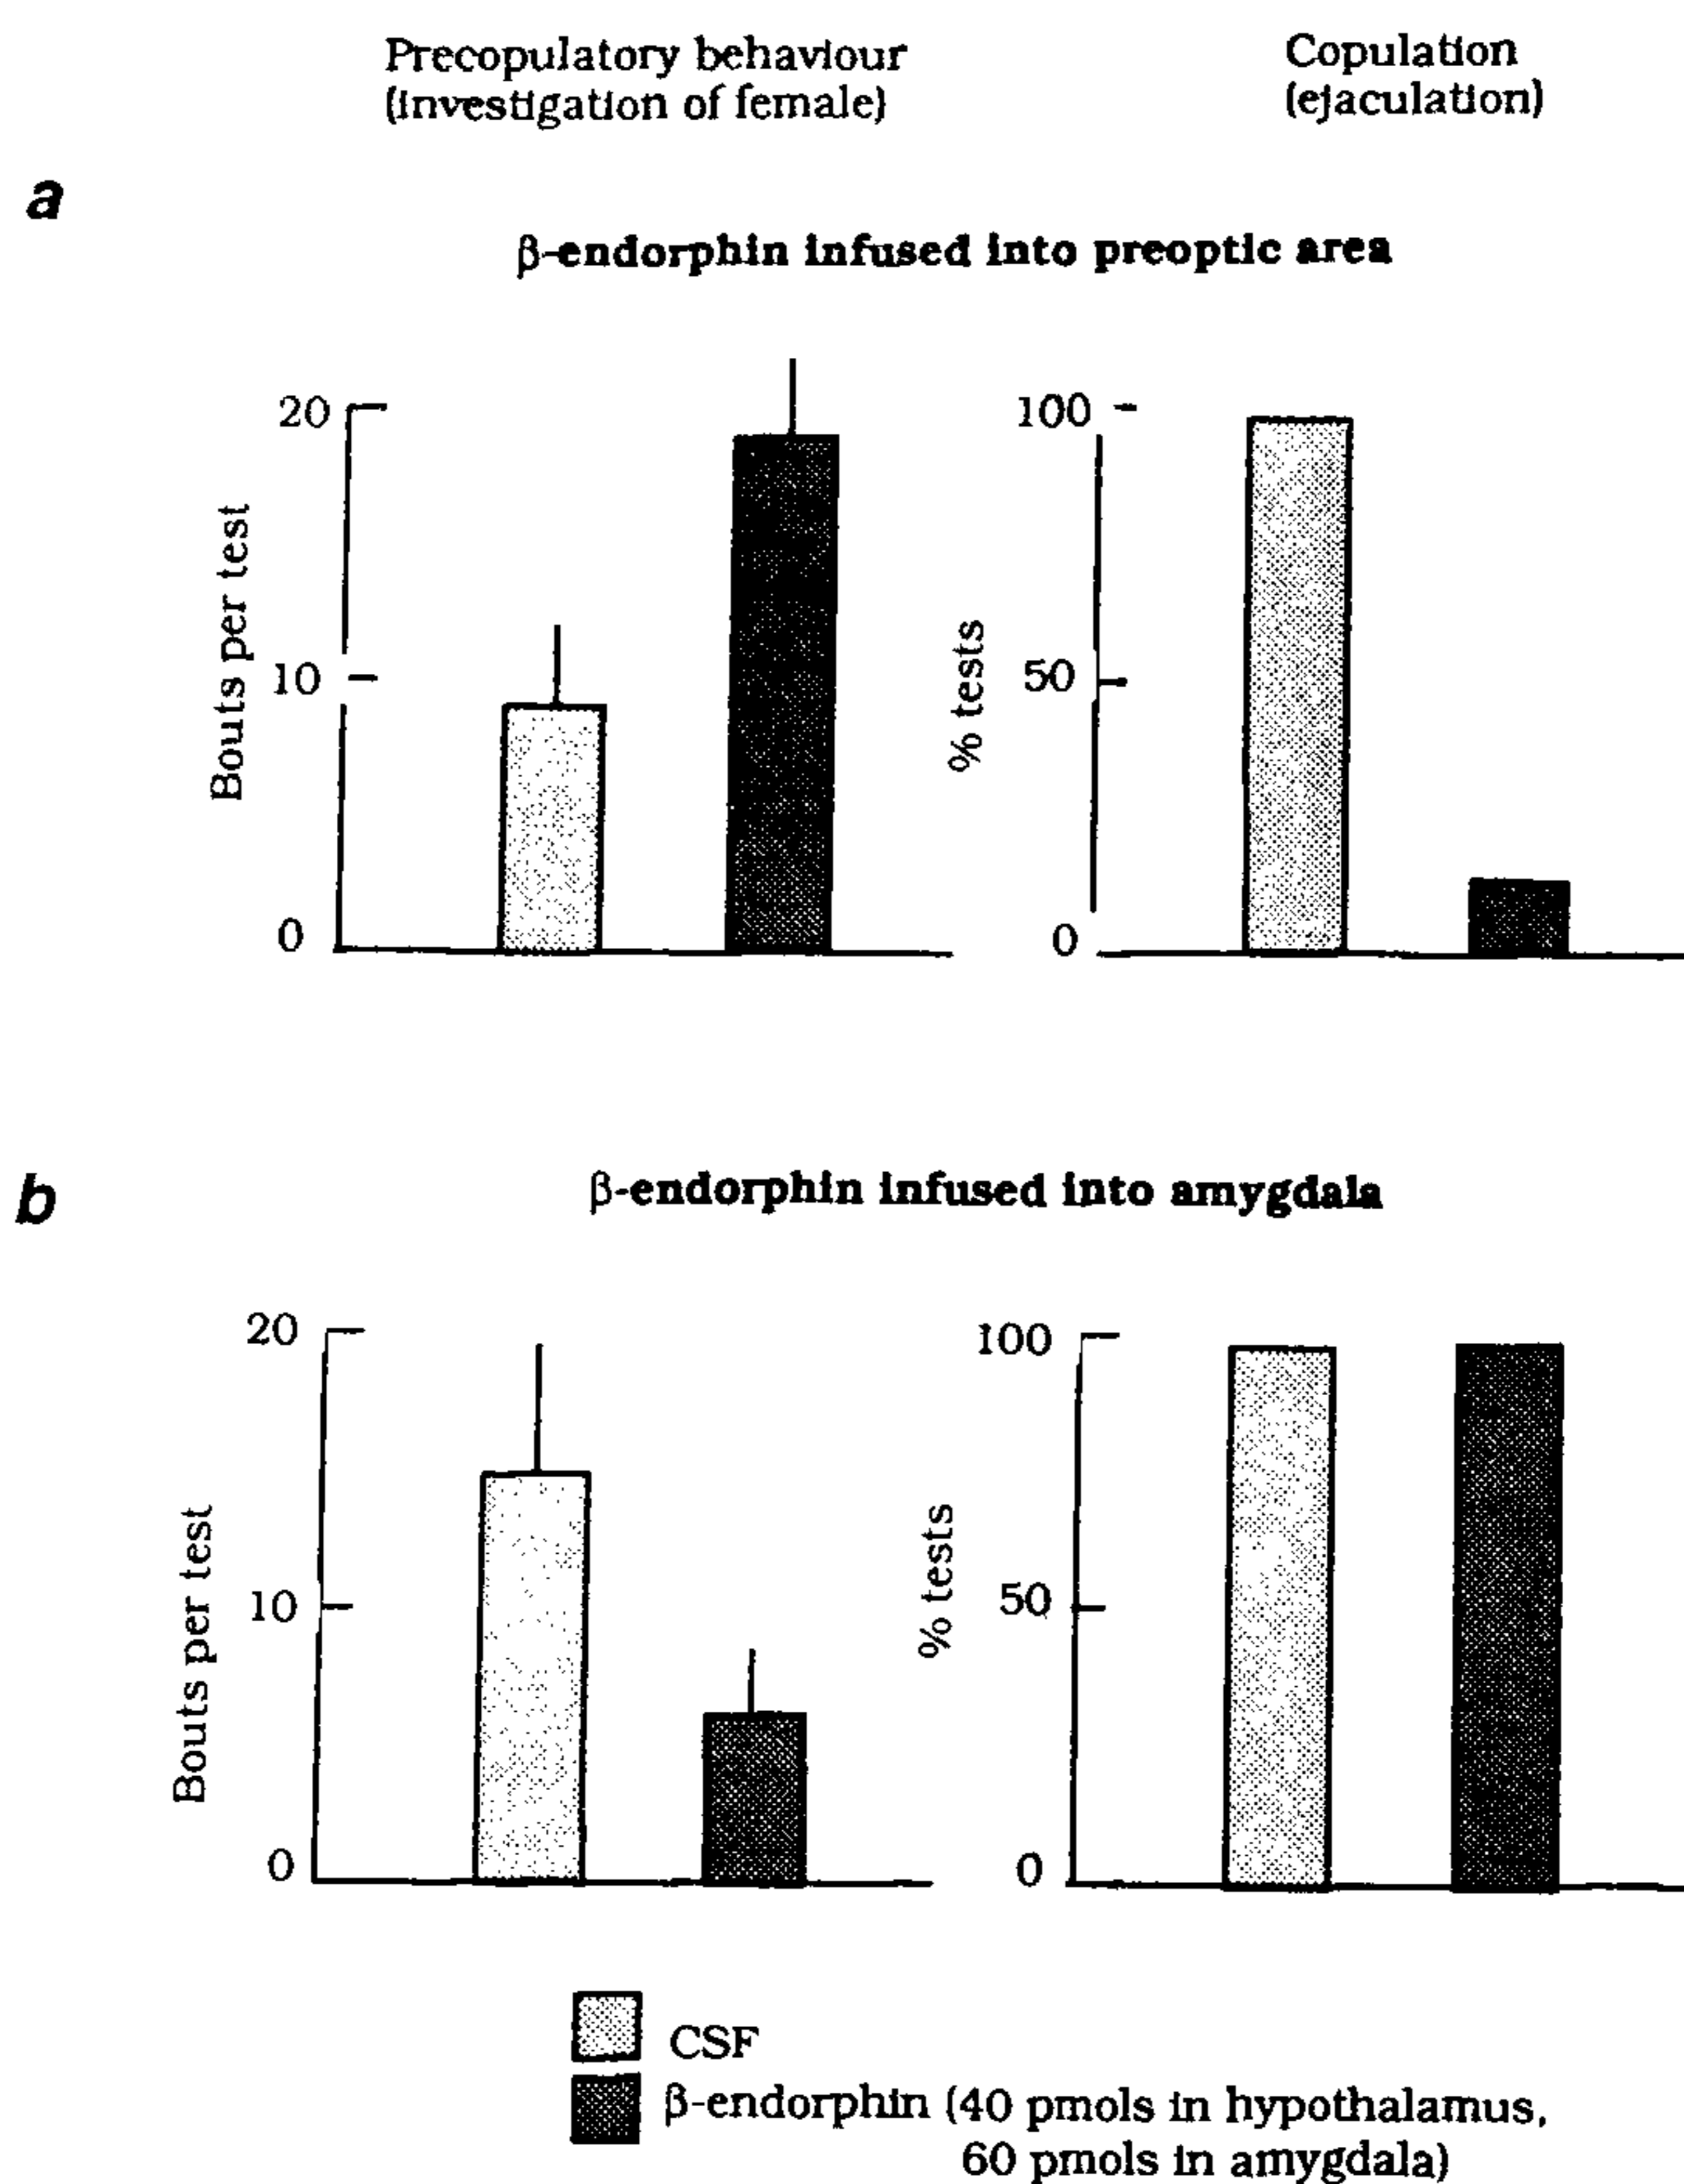 Precopulatory behaviour
(investigation of female)
Copulation
(ejaculation)
a
β-endorphin infused into preoptic area
20
10
0
Bouts per test
100
50
0
% tests
b
β-endorphin infused into amygdala
20
10
0
Bouts per test
100
50
0
% tests
CSF
β-endorphin (40 pmols in hypothalamus,
60 pmols in amygdala)